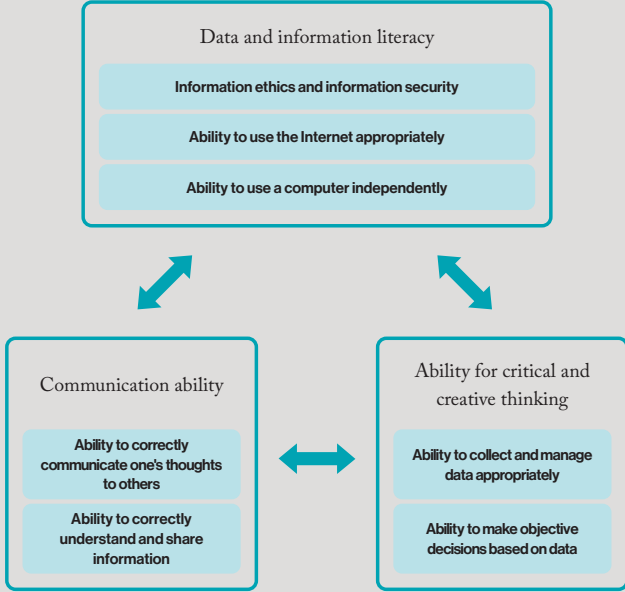 Data and information literacy
Information ethics and information security
Ability to use the Internet appropriately
Ability to use a computer independently
Communication ability
Ability to correctly
communicate one's thoughts
to others
Ability to correctly
understand and share
information
Ability for critical and
creative thinking
Ability to collect and manage
data appropriately
Ability to make objective
decisions based on data